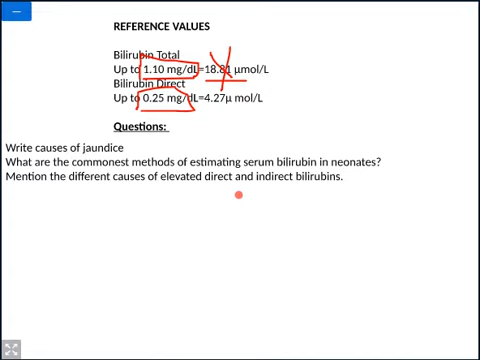 REFERENCE VALUES
Bilirubin Total
Up to 1.10 mg/dL=18.81 µmol/L
Bilirubin Direct
Up to 0.25 mg/dL=4.27µ mol/L
Questions:
Write causes of jaundice
What are the commonest methods of estimating serum bilirubin in neonates?
Mention the different causes of elevated direct and indirect bilirubins.